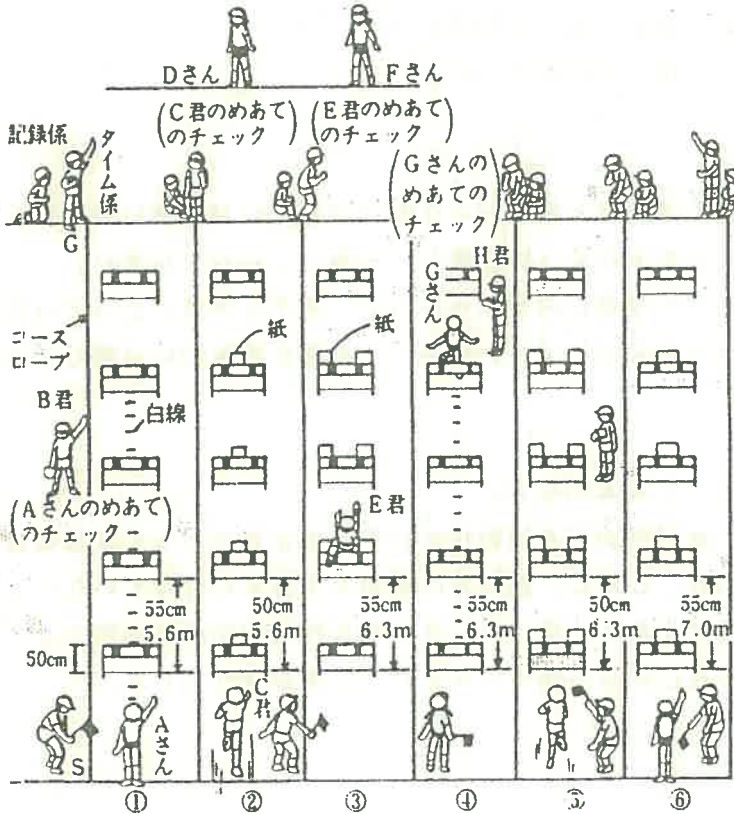 Dさん
Fさん
(C君のめあて
のチェック)
(E君のめあて
のチェック)
記録係
タイム係
(Gさんの
めあての
チェック)
G
H君
Gさん
紙
紙
コース
ロープ
B君
白線
(Aさんのめあて
のチェック)
E君
55cm
5.6m
50cm
5.6m
55cm
6.3m
55cm
6.3m
50cm
6.3m
55cm
7.0m
50cm
C君
Aさん
S
①
②
③
④
⑤
⑥